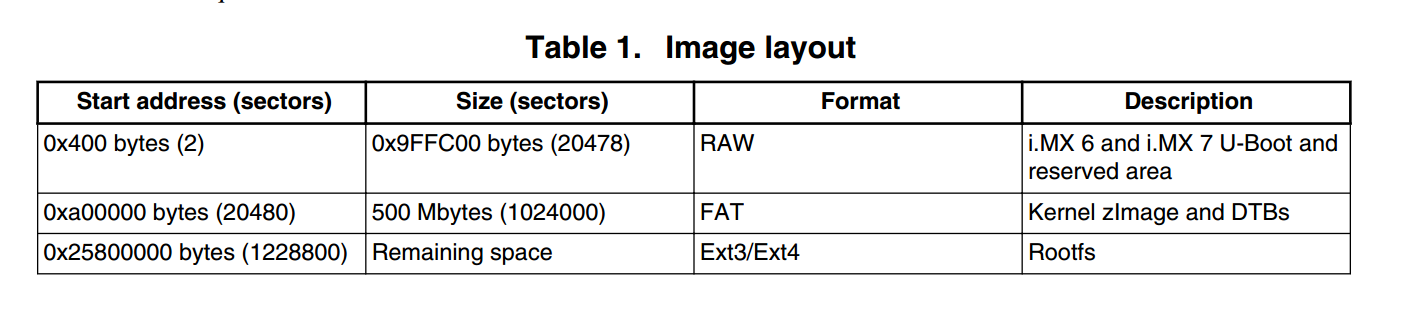 Table 1. Image layout
Start address (sectors) Size (sectors) Format Description
0x400 bytes (2) 0x9FFC00 bytes (20478) RAW i.MX 6 and i.MX 7 U-Boot and
reserved area
0xa00000 bytes (20480) 500 Mbytes (1024000) FAT Kernel zImage and DTBs
0x25800000 bytes (1228800) Remaining space Ext3/Ext4 Rootfs